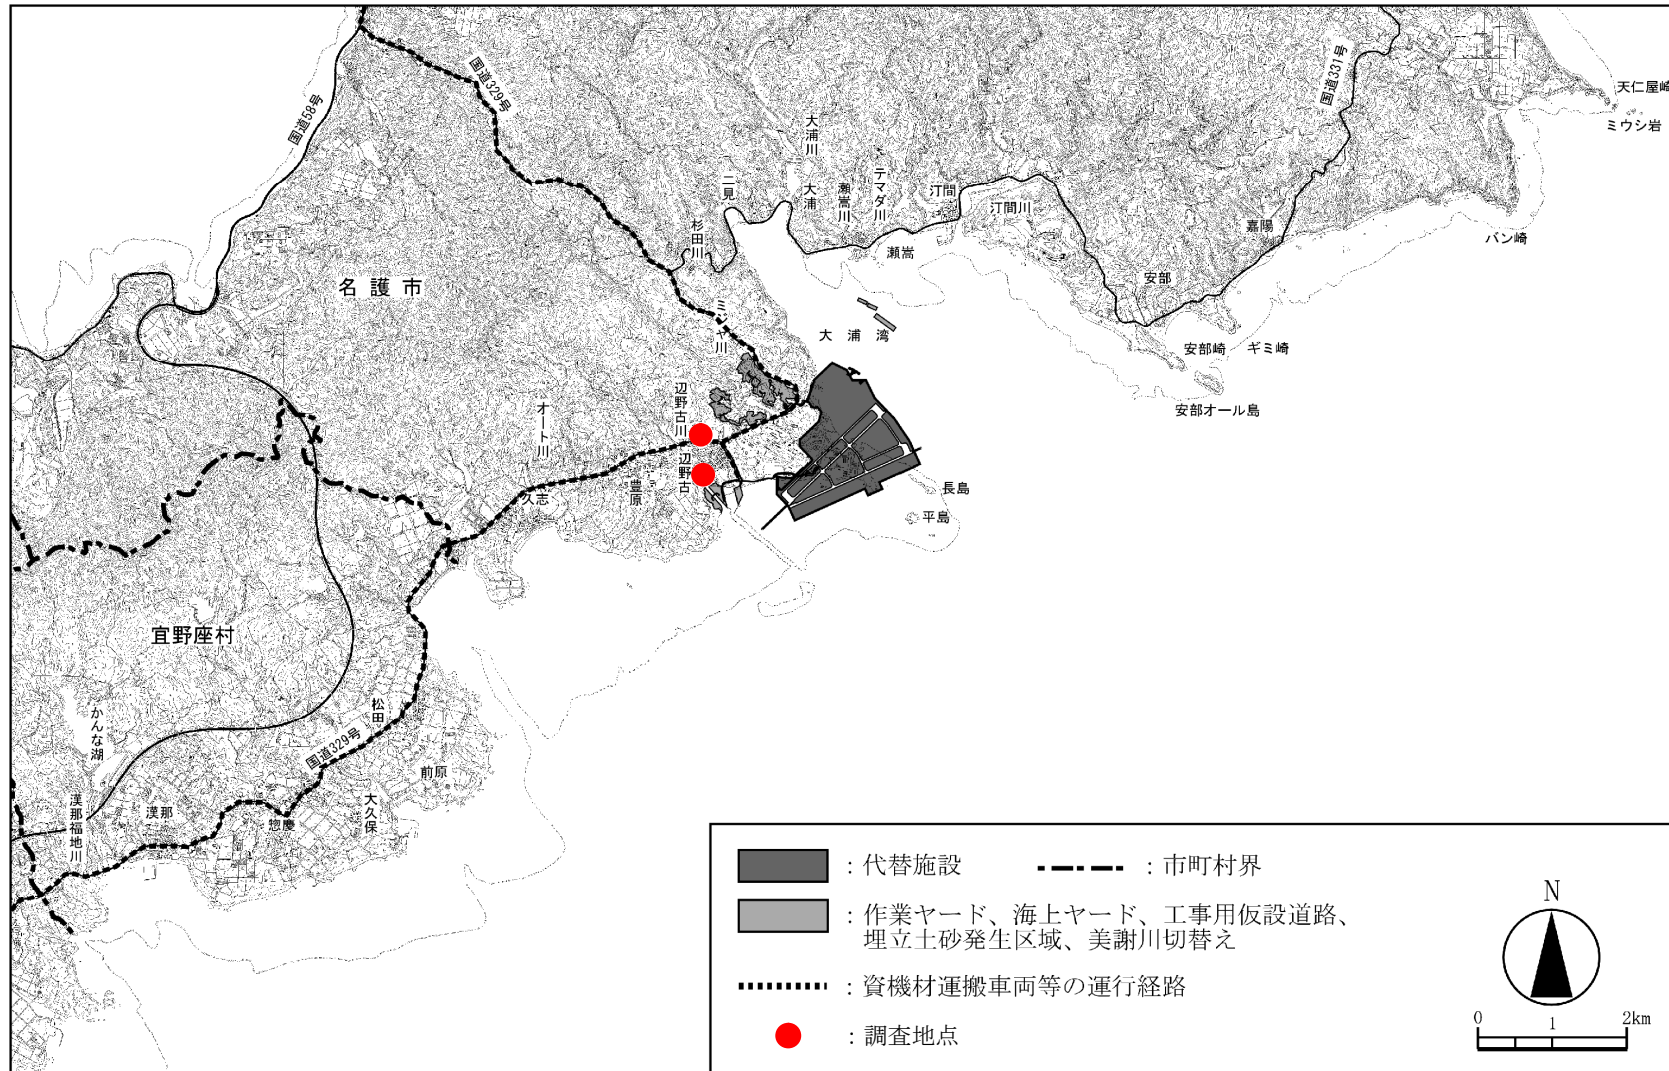 国道58号
国道329号
国道331号
天仁屋崎
ミウシ岩
バン崎
大浦川
二見
大浦
瀬嵩川
テマダ川
汀間
汀間川
杉田川
瀬嵩
嘉陽
安部
名護市
ミジャ川
大浦湾
安部崎
ギミ崎
安部オール島
辺野古川
オート川
辺野古
豊原
久志
長島
平島
宜野座村
かんな湖
松田
国道329号
前原
大久保
漢那福地川
漢那
惣慶
：代替施設
：市町村界
：作業ヤード、海上ヤード、工事用仮設道路、
埋立土砂発生区域、美謝川切替え
：資機材運搬車両等の運行経路
：調査地点
N
0 1 2km